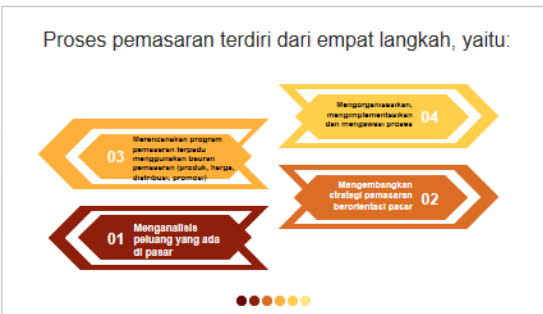 Proses pemasaran terdiri dari empat langkah, yaitu:
Mengorganisasikan,
mengimplementasikan
dan mengawasi proses
04
03
Merencanakan program
pemasaran terpadu
menggunakan bauran
pemasaran (produk, harga,
distribusi, promosi)
Mengembangkan
strategi pemasaran
berorientasi pasar
02
01
Menganalisis
peluang yang ada
di pasar